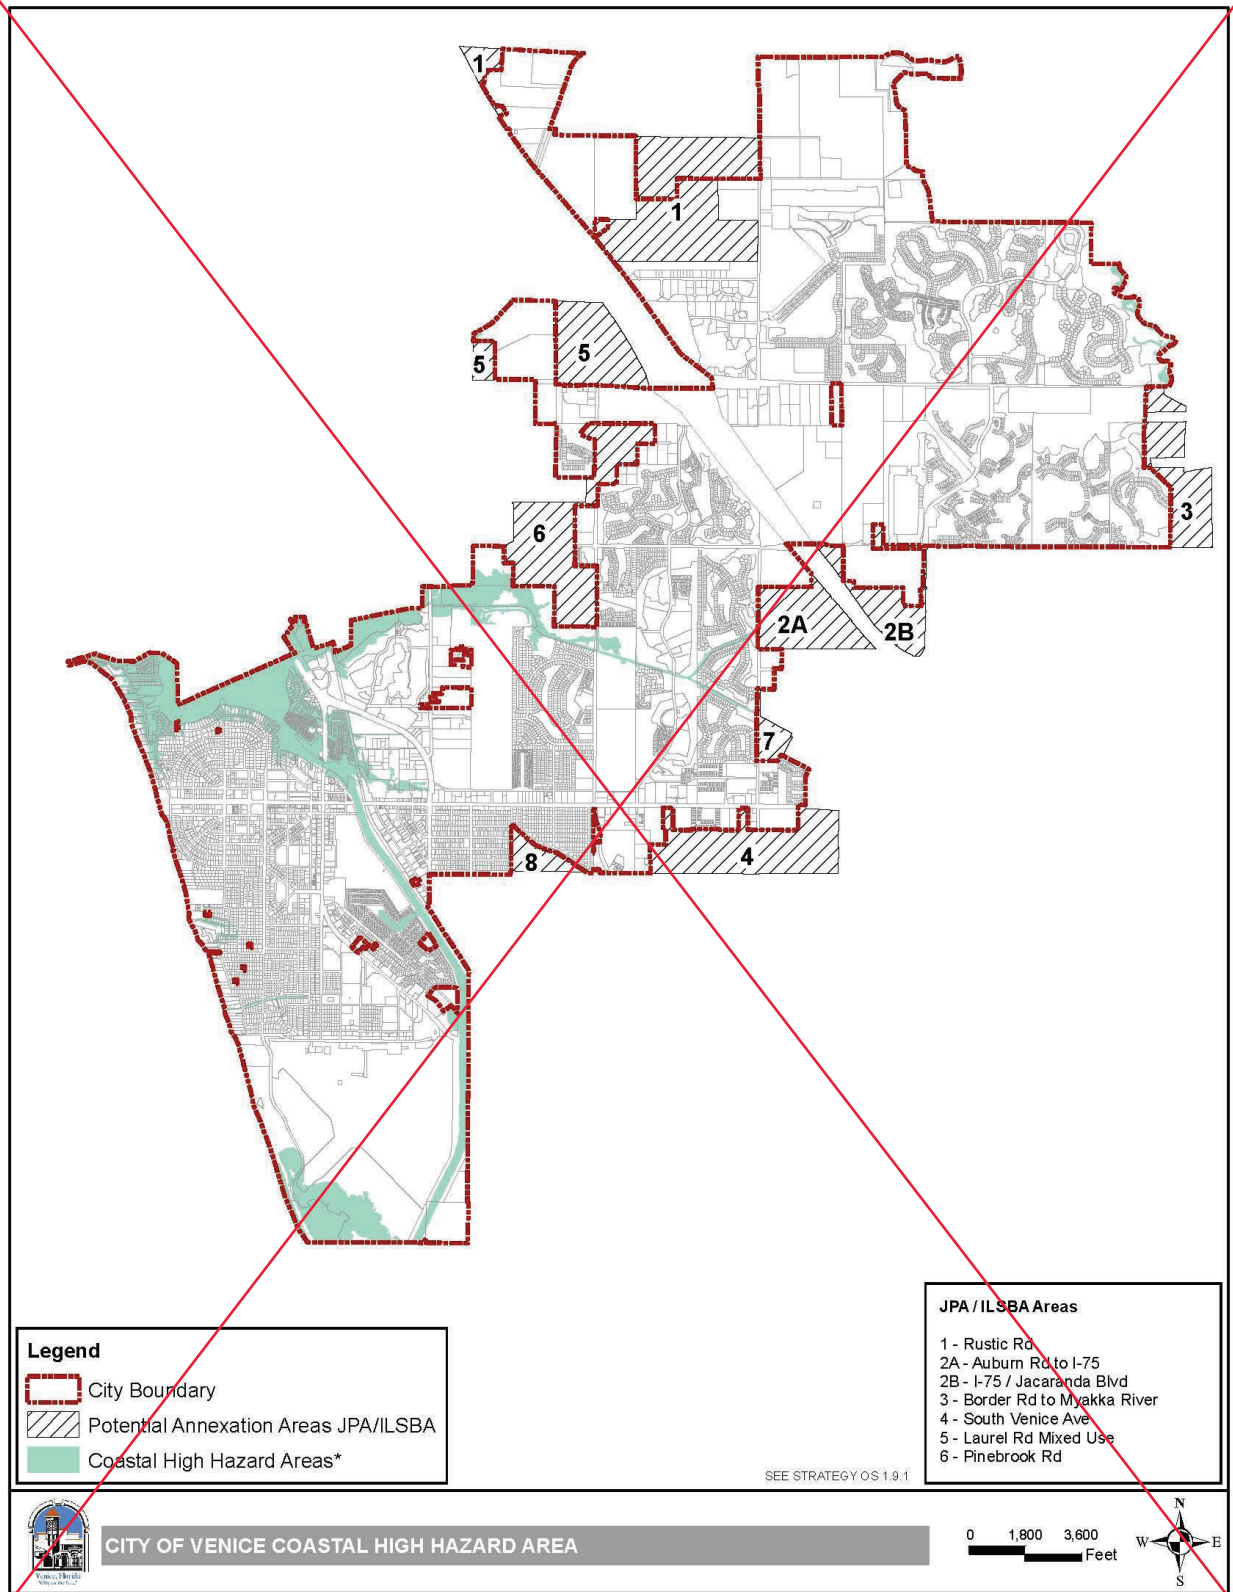 1
1
5
5
6
3
2A
2B
7
8
4
JPA / ILSBA Areas
1 - Rustic Rd
2A - Auburn Rd to I-75
2B - I-75 / Jacaranda Blvd
3 - Border Rd to Myakka River
4 - South Venice Ave
5 - Laurel Rd Mixed Use
6 - Pinebrook Rd
Legend
City Boundary
Potential Annexation Areas JPA/ILSBA
Coastal High Hazard Areas*
SEE STRATEGY OS 1.9.1
Venice, Florida
CITY OF VENICE COASTAL HIGH HAZARD AREA
0 1,800 3,600
Feet
N
W E
S